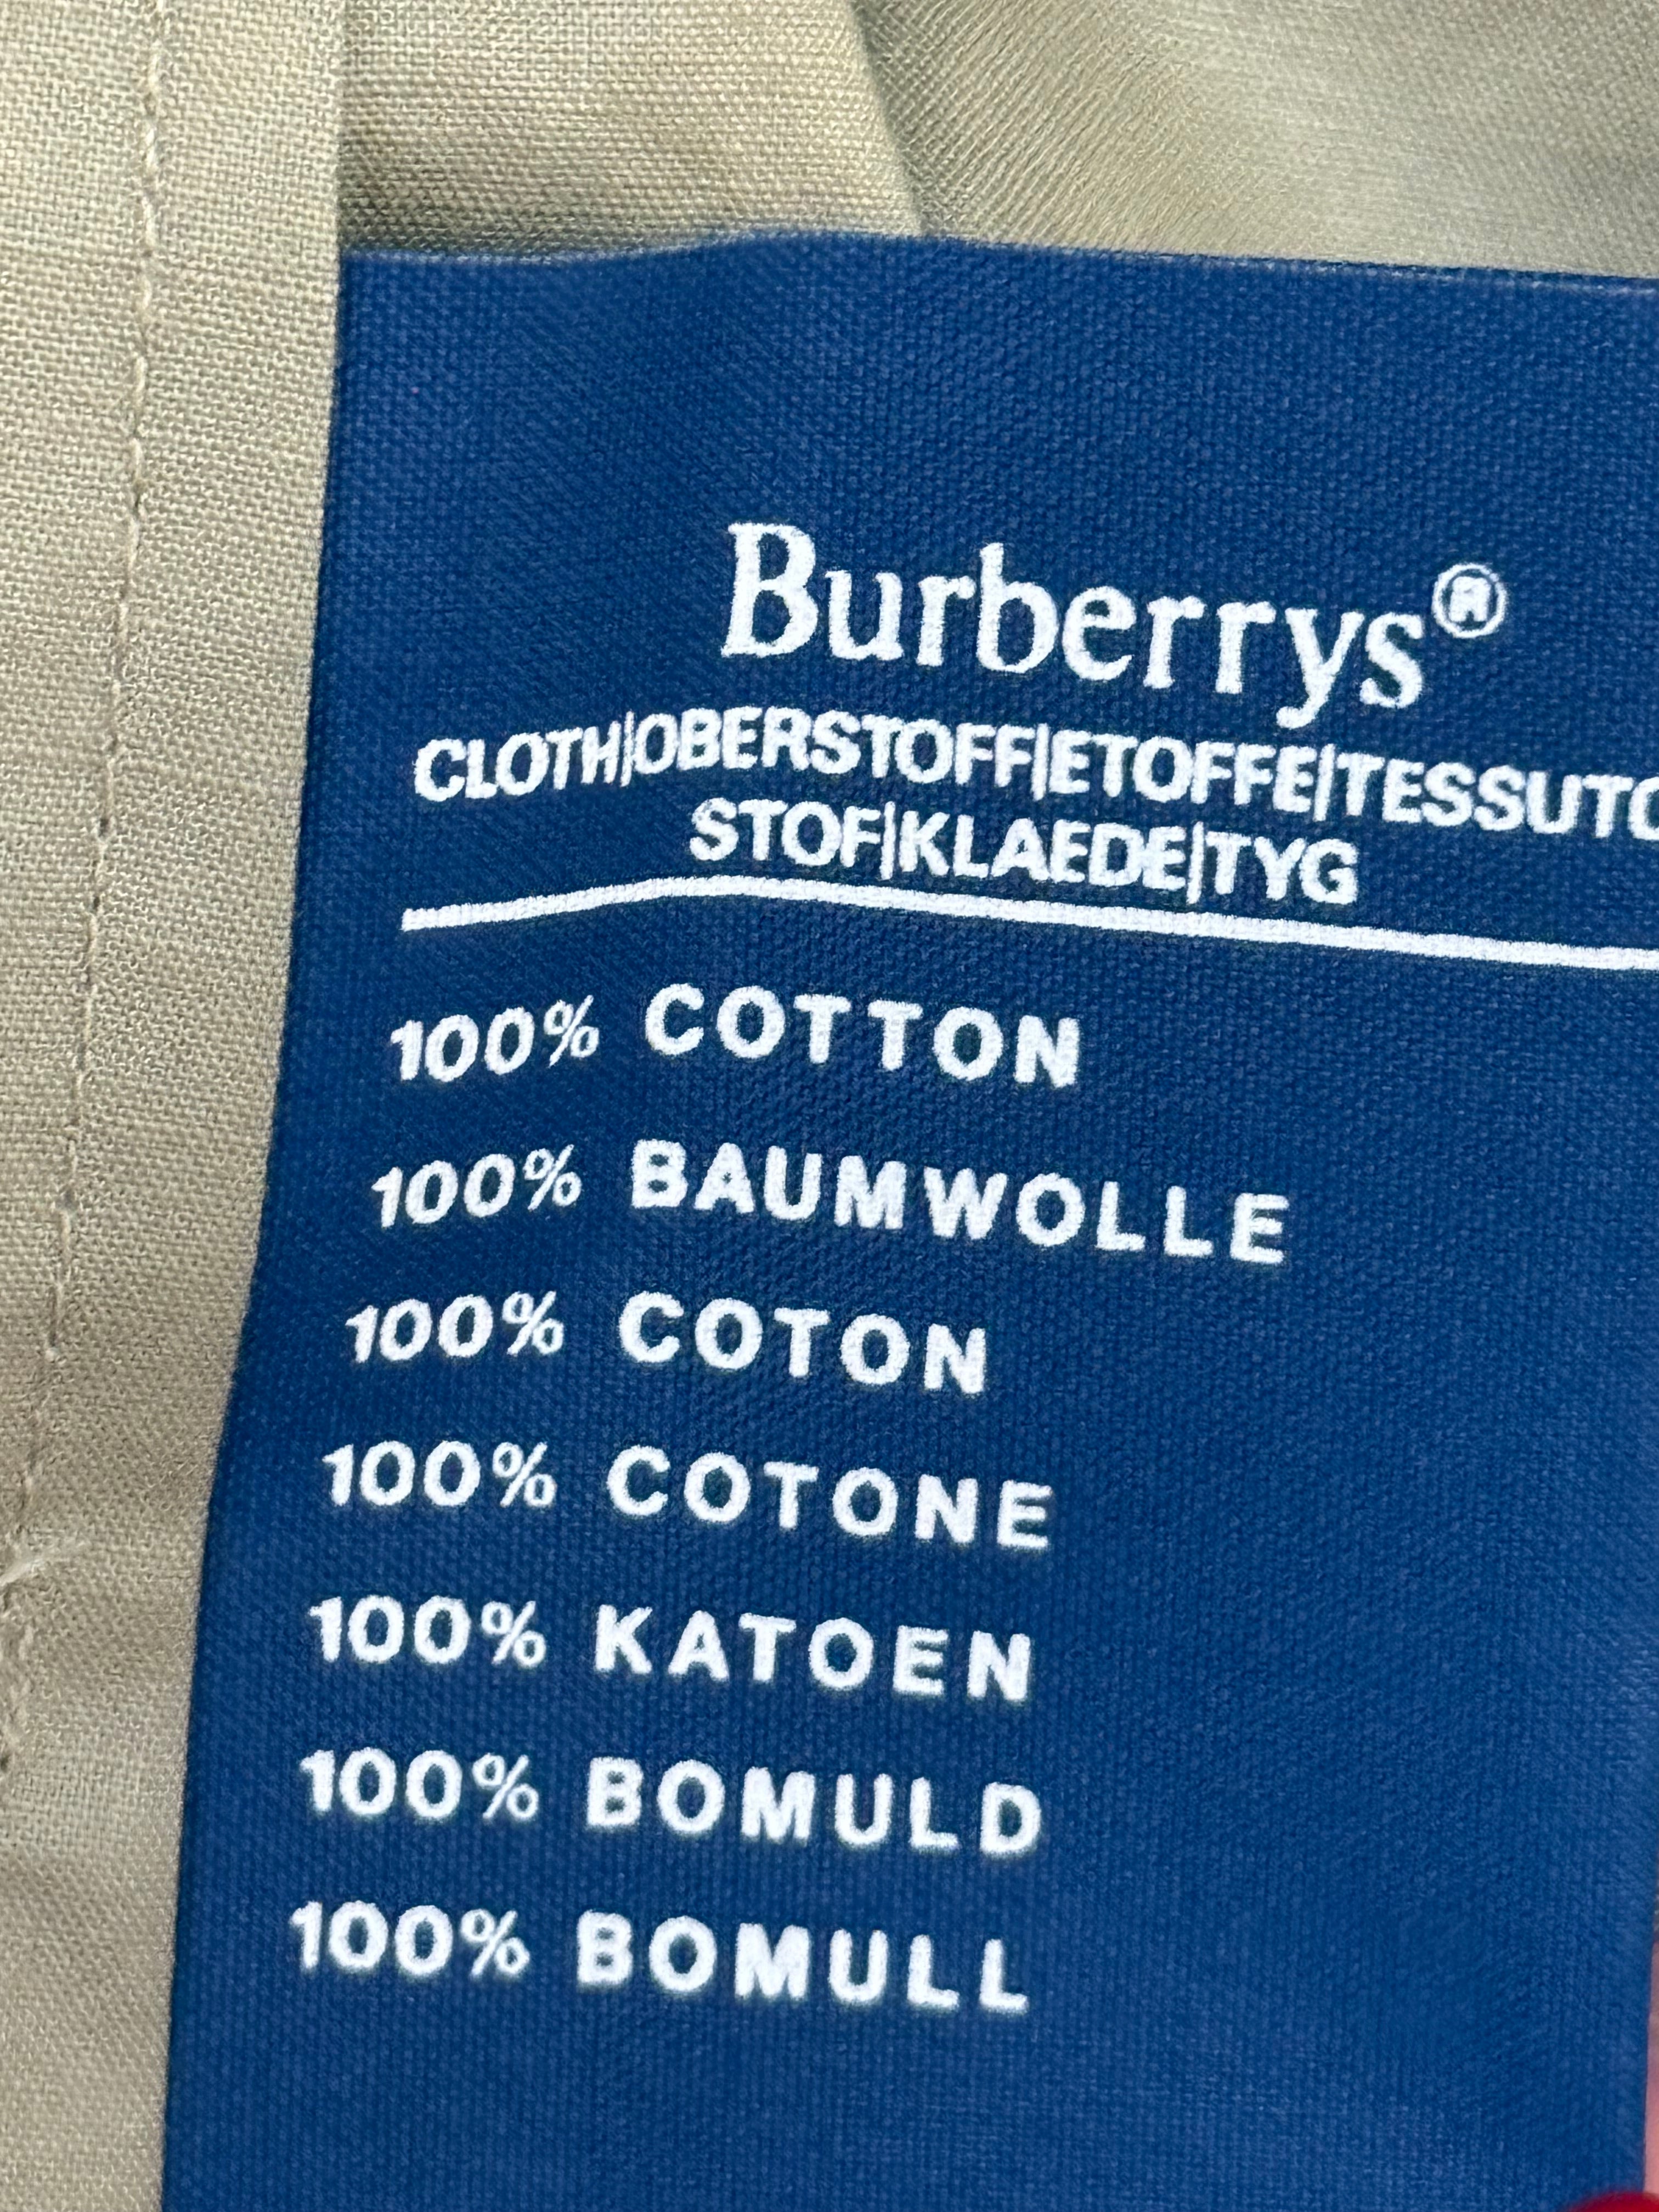 Burberrys®
CLOTH|OBERSTOFF|ETOFFE|TESSUTO
STOF|KLAEDE|TYG
100% COTTON
100% BAUMWOLLE
100% COTON
100% COTONE
100% KATOEN
100% BOMULD
100% BOMULL